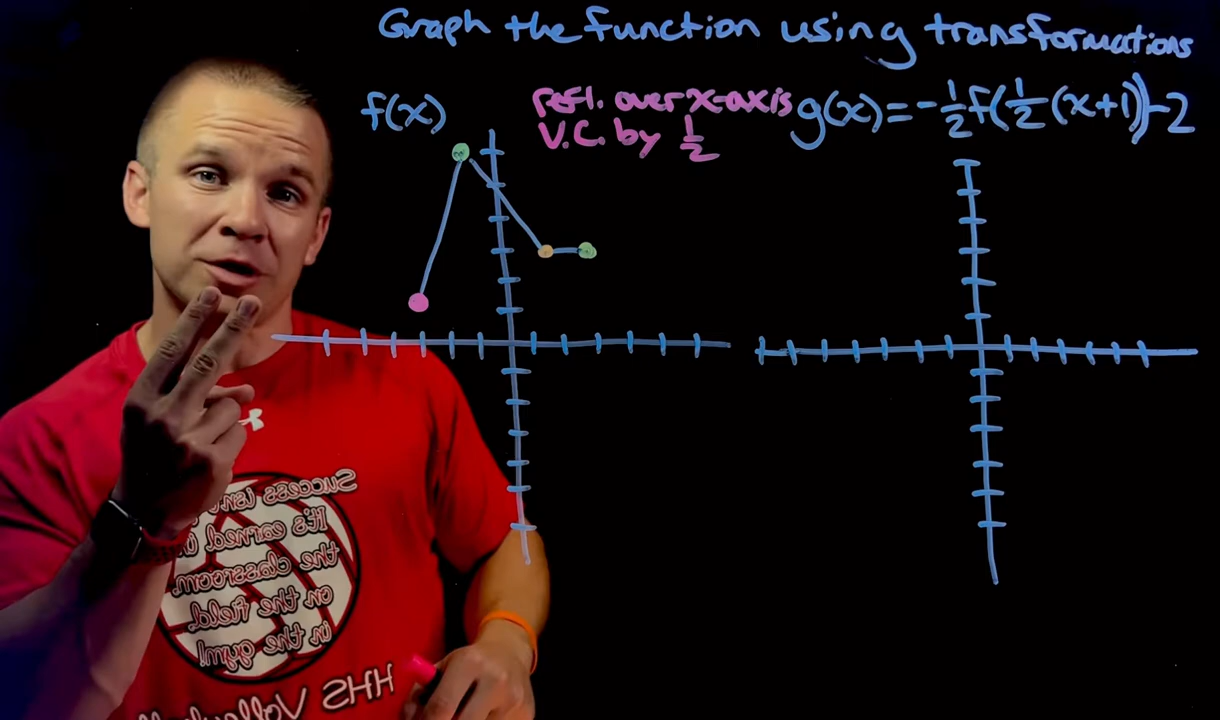 Graph the function using transformations
f(x)
refl. over x-axis
V.C. by 1/2
g(x) = -1/2 f(1/2 (x+1)) - 2
Success isn't
It's earned in
the classroom,
on the field,
in the gym!
HHS Volleyball